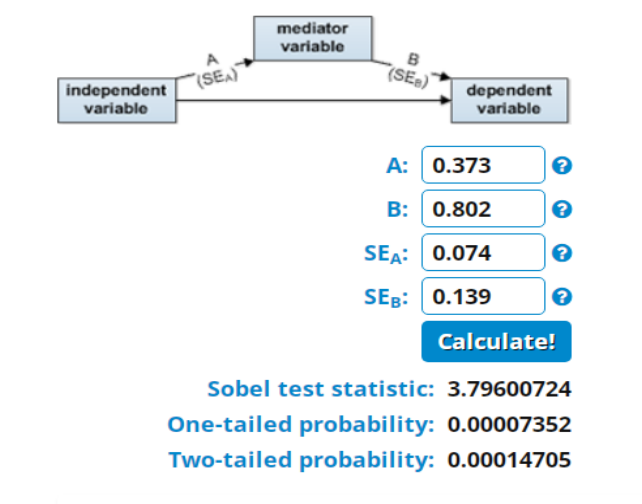 mediator
variable
A
(SEA)
B
(SEB)
independent
variable
dependent
variable
A: 0.373 ?
B: 0.802 ?
SEA: 0.074 ?
SEB: 0.139 ?
Calculate!
Sobel test statistic: 3.79600724
One-tailed probability: 0.00007352
Two-tailed probability: 0.00014705